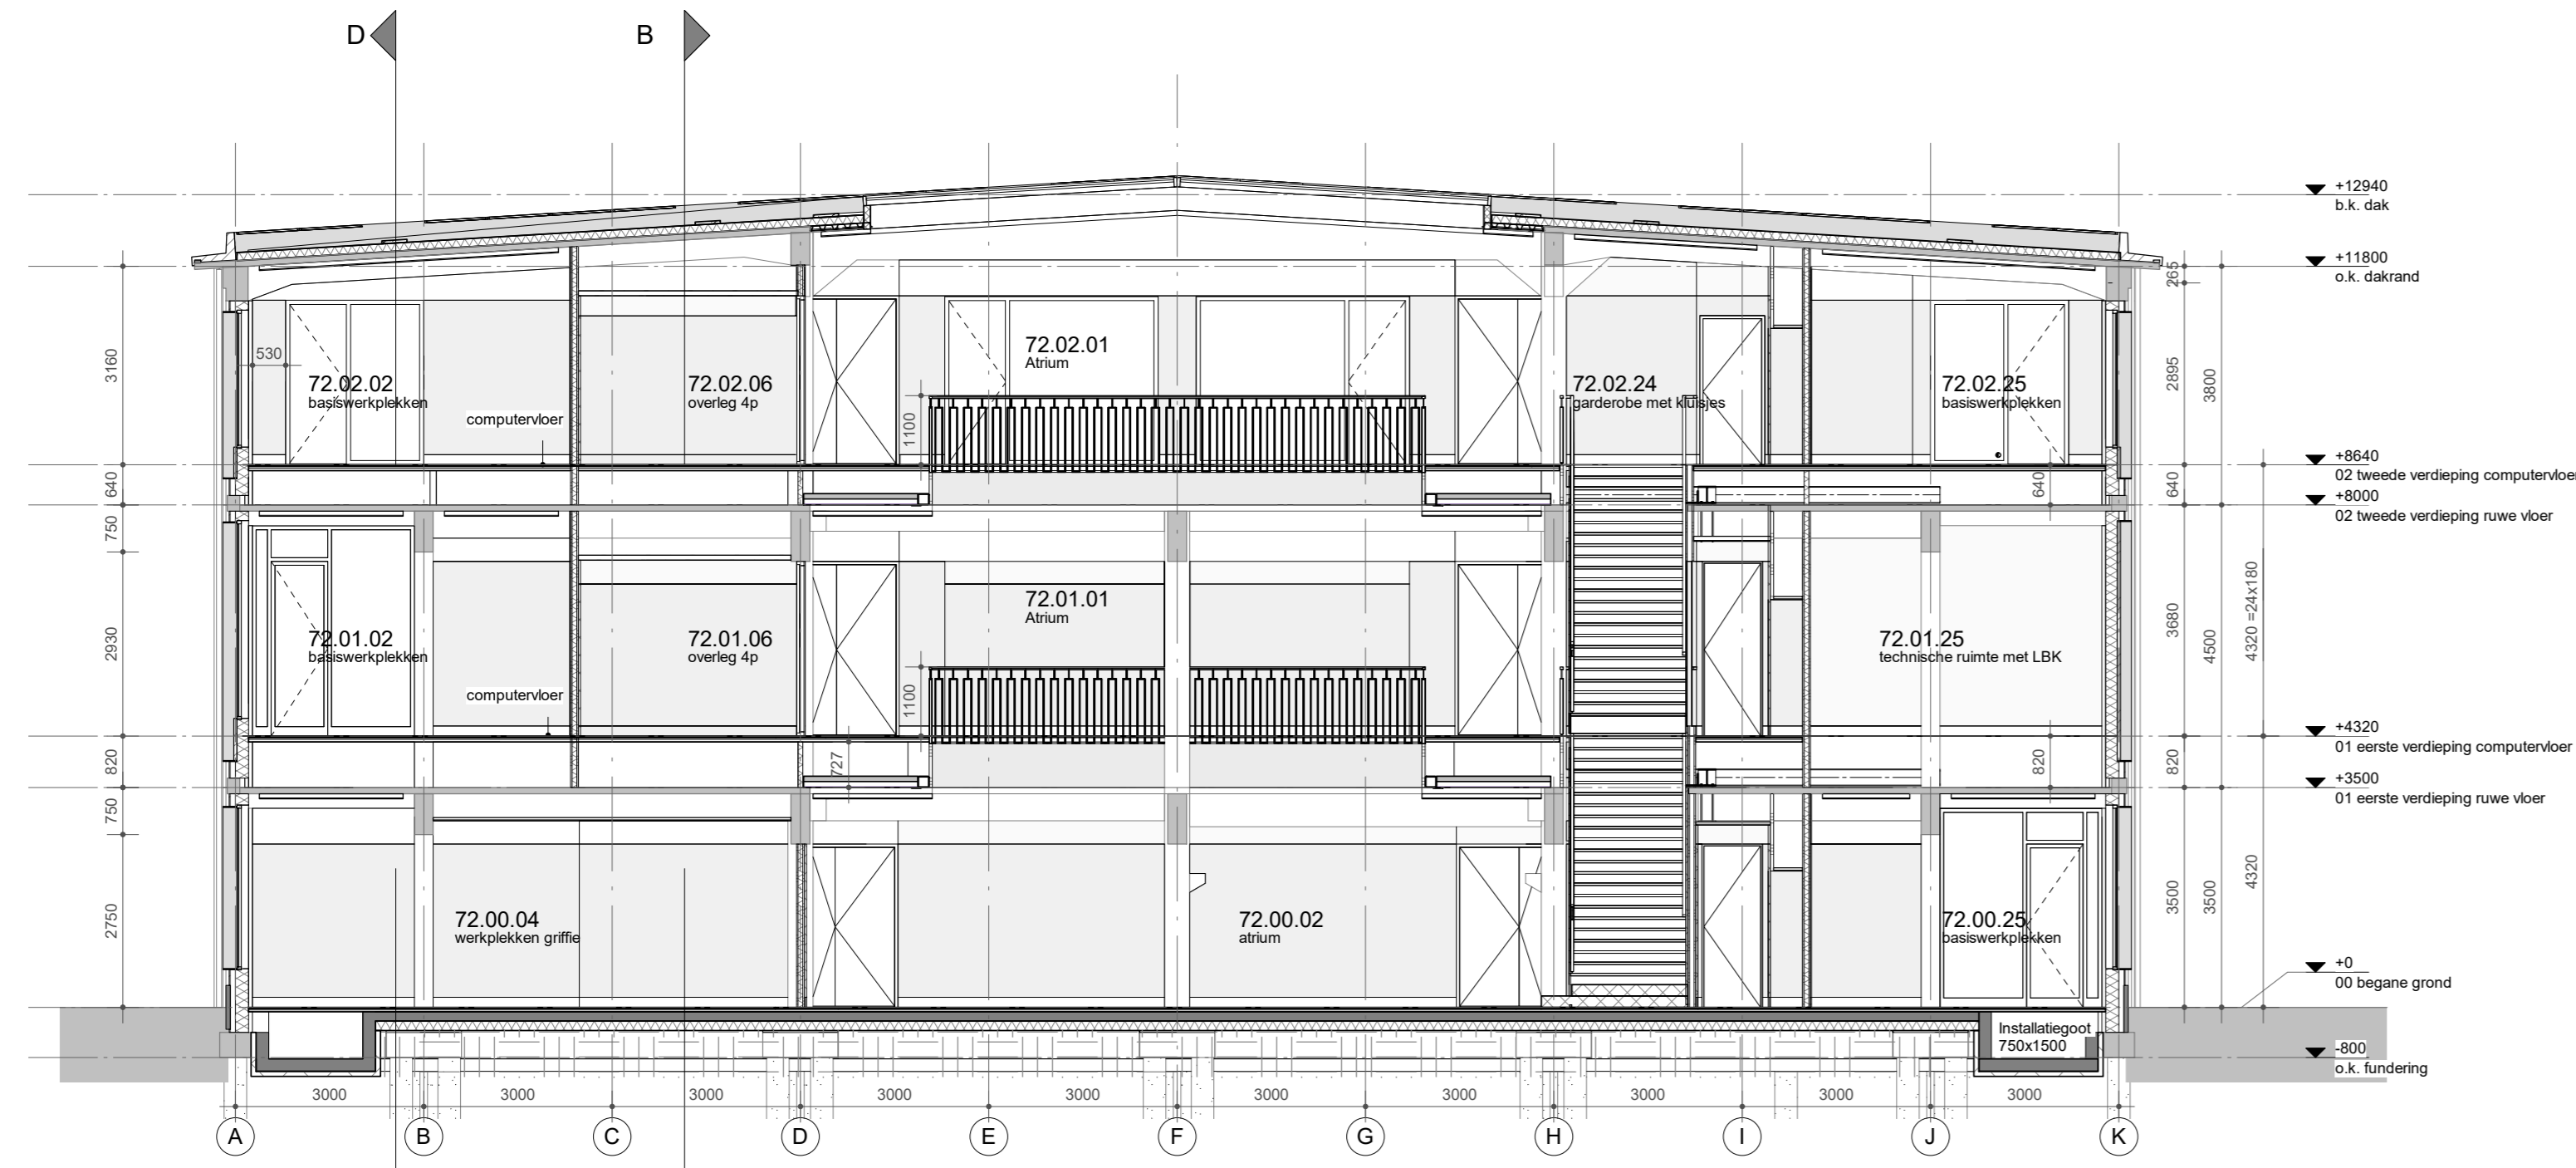 D
B
+12940
b.k. dak
+11800
o.k. dakrand
265
3160
530
72.02.02
basiswerkplekken
computervloer
72.02.06
overleg 4p
1100
72.02.01
Atrium
72.02.24
garderobe met kluisjes
72.02.25
basiswerkplekken
2895
3800
+8640
02 tweede verdieping computervloer
640
640
640
+8000
02 tweede verdieping ruwe vloer
750
2930
72.01.02
basiswerkplekken
computervloer
72.01.06
overleg 4p
1100
72.01.01
Atrium
72.01.25
technische ruimte met LBK
3680
4500
4320 =24x180
+4320
01 eerste verdieping computervloer
820
727
820
820
+3500
01 eerste verdieping ruwe vloer
750
2750
72.00.04
werkplekken griffie
72.00.02
atrium
72.00.25
basiswerkplekken
3500
3500
4320
+0
00 begane grond
Installatiegoot
750x1500
-800
o.k. fundering
3000
3000
3000
3000
3000
3000
3000
3000
3000
3000
A
B
C
D
E
F
G
H
I
J
K